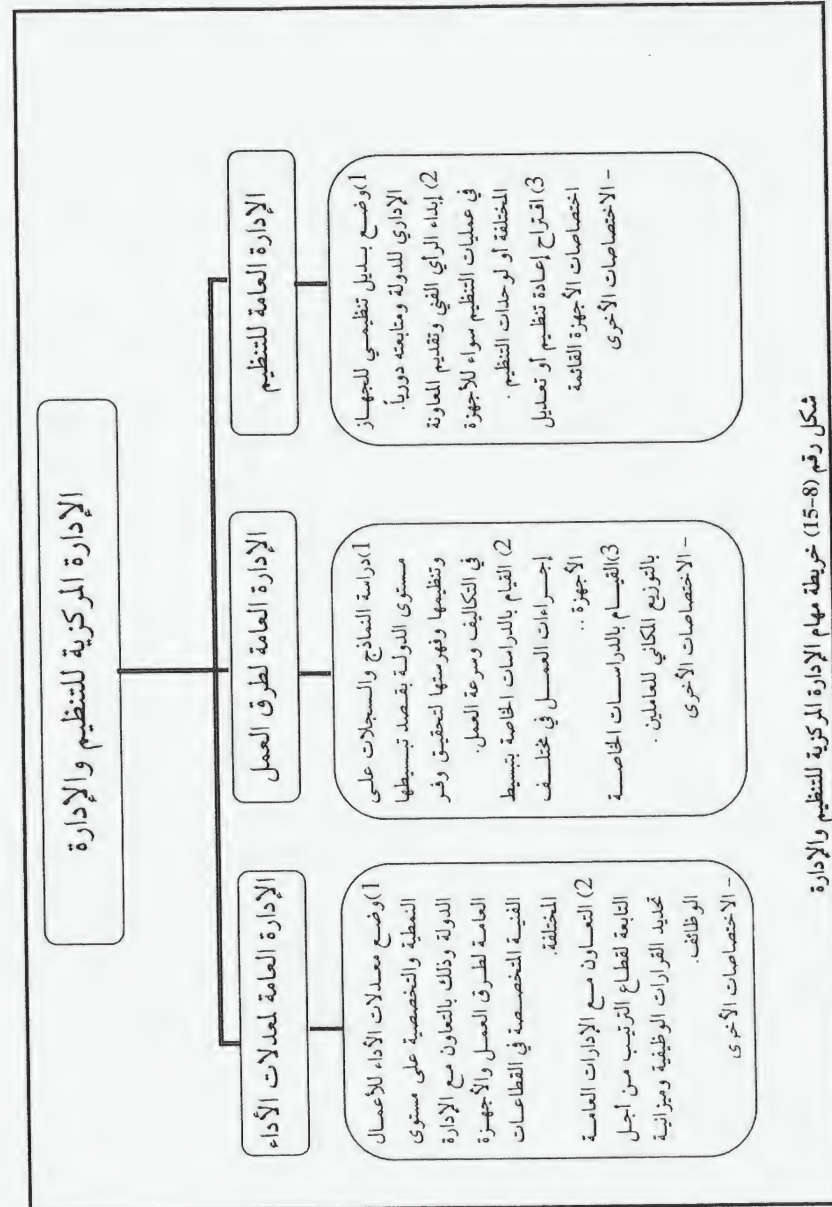 الإدارة المركزية للتنظيم والإدارة
الإدارة العامة للتنظيم
1)وضع بديل تنظيمي للجهاز
الإداري للدولة ومتابعته دورياً.
2) إبداء الرأي الفني وتقديم المعاونة
في عمليات التنظيم سواء للأجهزة
المختلفة أو لوحدات التنظيم .
3) اقتراح إعادة تنظيم أو تعديل
اختصاصات الأجهزة القائمة
- الاختصاصات الأخرى
الإدارة العامة لطرق العمل
1)دراسة النماذج والسجلات على
مستوى الدولة بقصد تبسيطها
وتنظيمها وفهرستها لتحقيق وفر
في التكاليف وسرعة العمل.
2) القيام بالدراسات الخاصة بتبسيط
إجراءات العمل في مختلف
الأجهزة ..
3)القيام بالدراسات الخاصة
بالتوزيع المكاني للعاملين .
- الاختصاصات الأخرى
الإدارة العامة لمعدلات الأداء
1)وضع معدلات الأداء للأعمال
النمطية والتخصصية على مستوى
الدولة وذلك بالتعاون مع الإدارة
العامة لطرق العمل والأجهزة
الفنية المتخصصة في القطاعات
المختلفة.
2) التعاون مع الإدارات العامة
التابعة لقطاع الترتيب من أجل
تحديد القرارات الوظيفية وميزانية
الوظائف.
- الاختصاصات الأخرى
شكل رقم (8-15) خريطة مهام الإدارة المركزية للتنظيم والإدارة